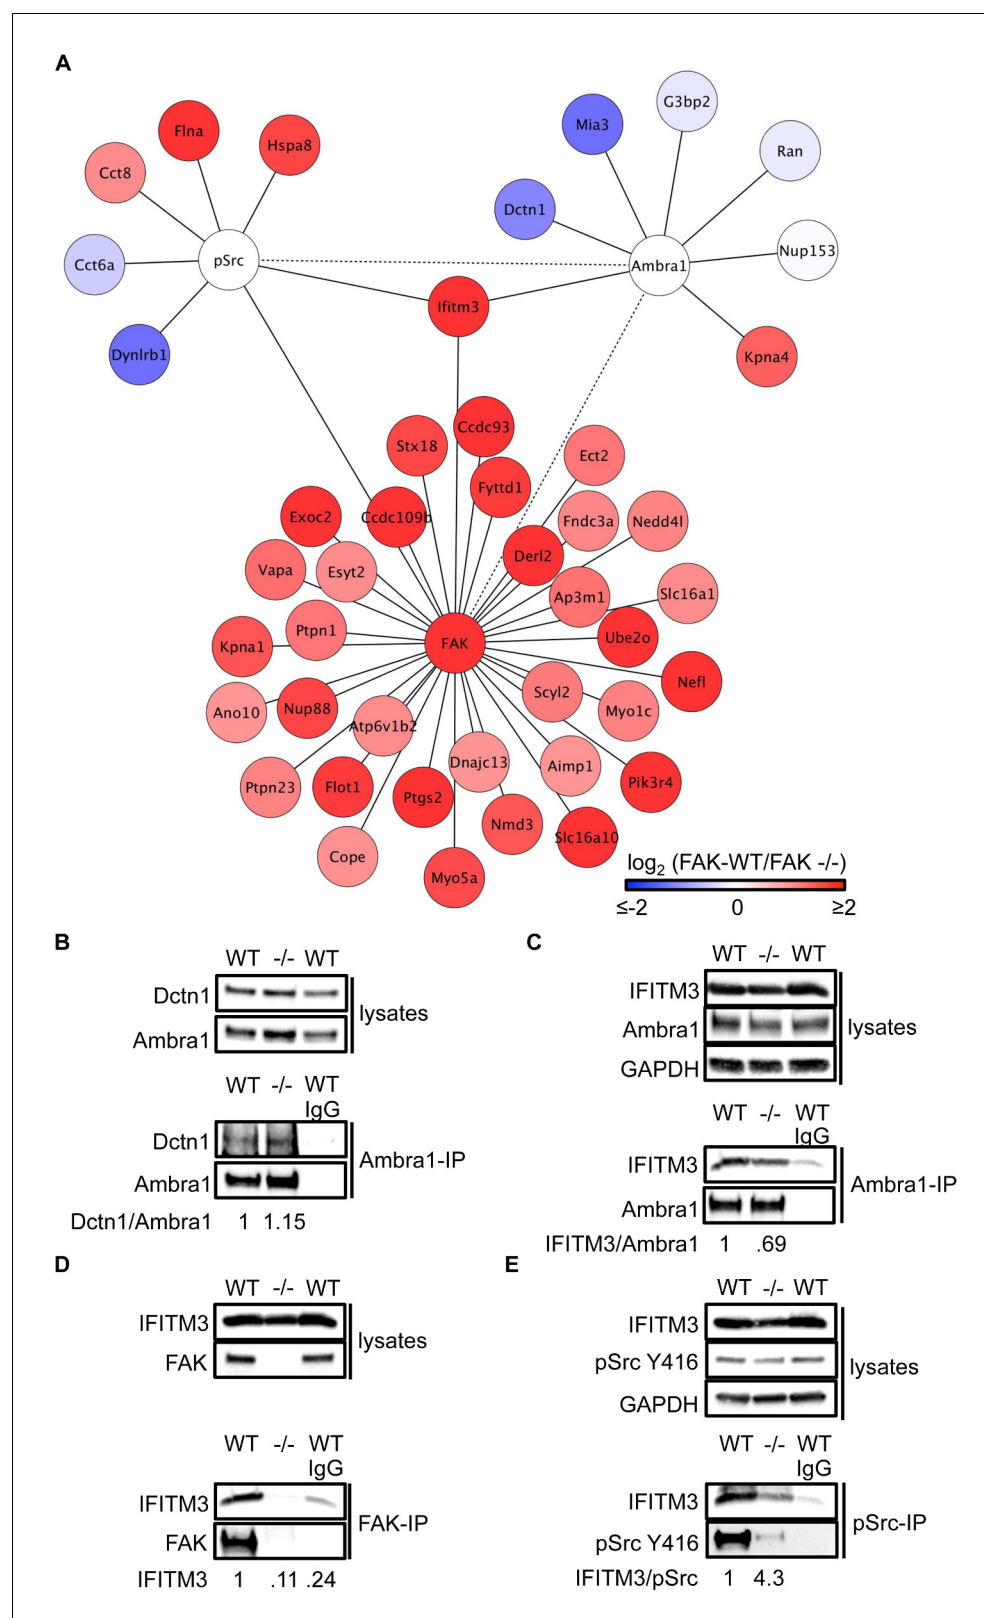 A
Flna
Hspa8
Cct8
Cct6a
pSrc
Dynlrb1
Mia3
G3bp2
Ran
Dctn1
Nup153
Ambra1
Kpna4
Ifitm3
Ccdc93
Stx18
Ect2
Fyttd1
Exoc2
Ccdc109b
Fndc3a
Nedd4l
Derl2
Vapa
Esyt2
Ap3m1
Slc16a1
Ptpn1
Kpna1
FAK
Ube2o
Nefl
Scyl2
Myo1c
Ano10
Nup88
Atp6v1b2
Dnajc13
Aimp1
Pik3r4
Ptpn23
Flot1
Ptgs2
Nmd3
Slc16a10
Cope
Myo5a
log2 (FAK-WT/FAK -/-)
≤-2 0 ≥2
B
WT -/- WT
Dctn1
Ambra1
lysates
WT -/- WT
IgG
Dctn1
Ambra1
Ambra1-IP
Dctn1/Ambra1 1 1.15
C
WT -/- WT
IFITM3
Ambra1
GAPDH
lysates
WT -/- WT
IgG
IFITM3
Ambra1
Ambra1-IP
IFITM3/Ambra1 1 .69
D
WT -/- WT
IFITM3
FAK
lysates
WT -/- WT
IgG
IFITM3
FAK
FAK-IP
IFITM3 1 .11 .24
E
WT -/- WT
IFITM3
pSrc Y416
GAPDH
lysates
WT -/- WT
IgG
IFITM3
pSrc Y416
pSrc-IP
IFITM3/pSrc 1 4.3